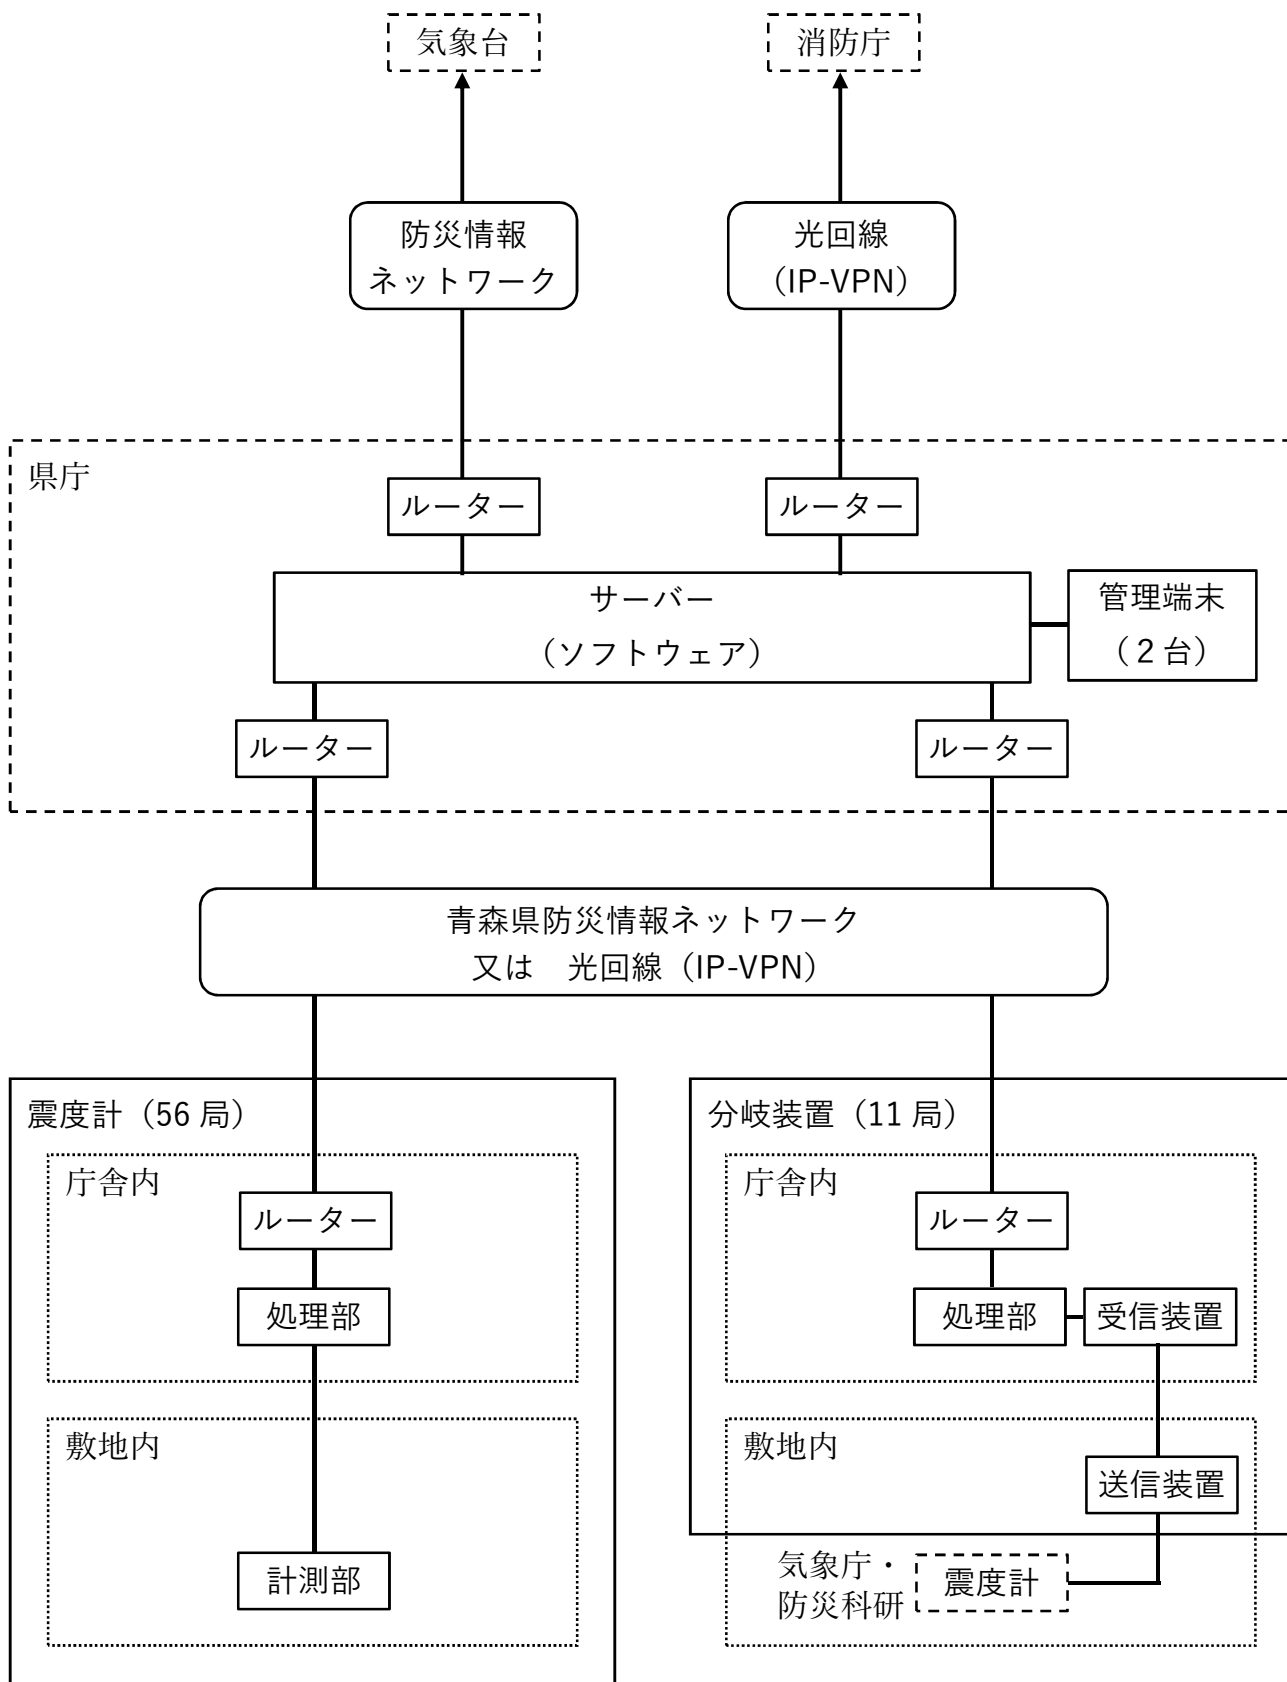 気象台
消防庁
防災情報
ネットワーク
光回線
（IP-VPN）
県庁
ルーター
ルーター
サーバー
（ソフトウェア）
管理端末
（２台）
ルーター
ルーター
青森県防災情報ネットワーク
又は　光回線（IP-VPN）
震度計（56 局）
庁舎内
ルーター
処理部
敷地内
計測部
分岐装置（11 局）
庁舎内
ルーター
処理部
受信装置
敷地内
送信装置
気象庁・
防災科研
震度計